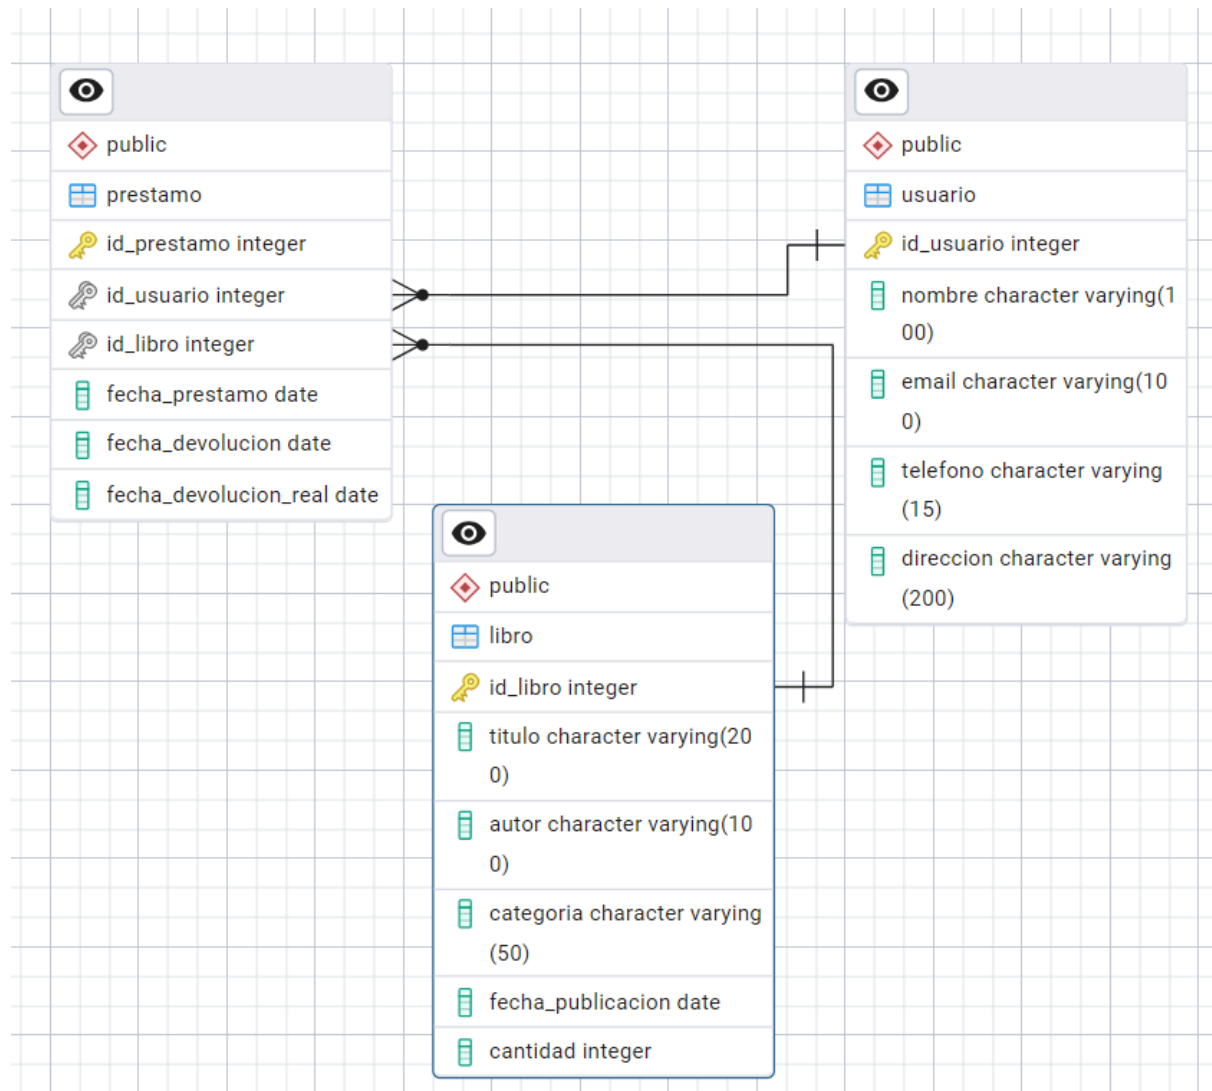 public
prestamo
id_prestamo integer
id_usuario integer
id_libro integer
fecha_prestamo date
fecha_devolucion date
fecha_devolucion_real date
public
usuario
id_usuario integer
nombre character varying(1
00)
email character varying(10
0)
telefono character varying
(15)
direccion character varying
(200)
public
libro
id_libro integer
titulo character varying(20
0)
autor character varying(10
0)
categoria character varying
(50)
fecha_publicacion date
cantidad integer